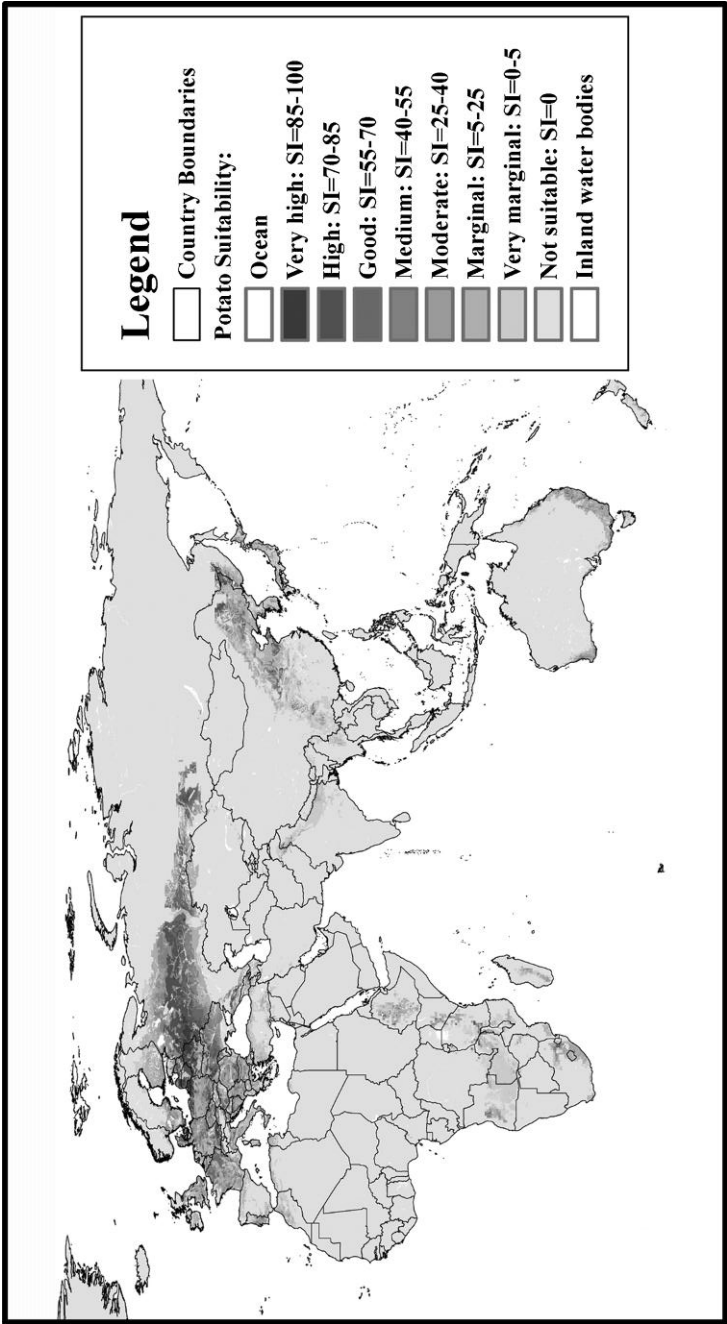 Legend
Country Boundaries
Potato Suitability:
Ocean
Very high: SI=85-100
High: SI=70-85
Good: SI=55-70
Medium: SI=40-55
Moderate: SI=25-40
Marginal: SI=5-25
Very marginal: SI=0-5
Not suitable: SI=0
Inland water bodies